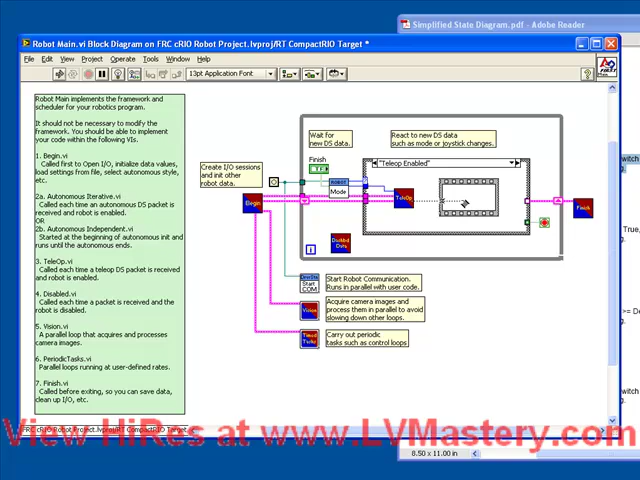 Simplified State Diagram.pdf - Adobe Reader
Robot Main.vi Block Diagram on FRC cRIO Robot Project.lvproj/RT CompactRIO Target *
File Edit View Project Operate Tools Window Help
13pt Application Font
Robot Main implements the framework and
scheduler for your robotics program.
It should not be necessary to modify the
framework. You should be able to implement
your code within the following VIs.
1. Begin.vi
Called first to Open I/O, initialize data values,
load settings from file, select autonomous style,
etc.
2a. Autonomous Iterative.vi
Called each time an autonomous DS packet is
received and robot is enabled.
OR
2b. Autonomous Independent.vi
Started at the beginning of autonomous init and
runs until the autonomous ends.
3. TeleOp.vi
Called each time a teleop DS packet is received
and robot is enabled.
4. Disabled.vi
Called each time a packet is received and the
robot is disabled.
5. Vision.vi
A parallel loop that acquires and processes
camera images.
6. PeriodicTasks.vi
Parallel loops running at user-defined rates.
7. Finish.vi
Called before exiting, so you can save data,
clean up I/O, etc.
Wait for
new DS data.
React to new DS data
such as mode or joystick changes.
Finish
"Teleop Enabled"
Create I/O sessions
and init other
robot data.
Mode
Begin
TeleOp
Finish
i
Start
COM
Start Robot Communication.
Runs in parallel with user code.
Vision
Acquire camera images and
process them in parallel to avoid
slowing down other loops.
Timed
Tasks
Carry out periodic
tasks such as control loops
witch
True,
>= De
witch
FRC cRIO Robot Project.lvproj/RT CompactRIO Target
View HiRes at www.LVMastery.com
8.50 x 11.00 in